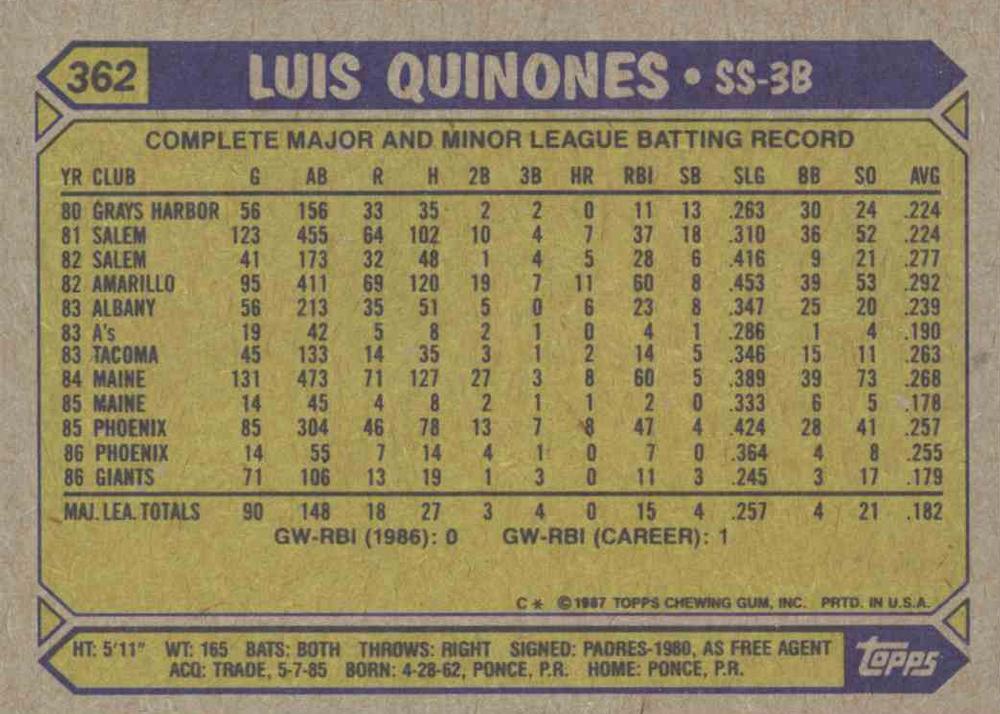 362 LUIS QUINONES • SS-3B
COMPLETE MAJOR AND MINOR LEAGUE BATTING RECORD
YR CLUB G AB R H 2B 3B HR RBI SB SLG BB SO AVG
80 GRAYS HARBOR 56 156 33 35 2 2 0 11 13 .263 30 24 .224
81 SALEM 123 455 64 102 10 4 7 37 18 .310 36 52 .224
82 SALEM 41 173 32 48 1 4 5 28 6 .416 9 21 .277
82 AMARILLO 95 411 69 120 19 7 11 60 8 .453 39 53 .292
83 ALBANY 56 213 35 51 5 0 6 23 8 .347 25 20 .239
83 A's 19 42 5 8 2 1 0 4 1 .286 1 4 .190
83 TACOMA 45 133 14 35 3 1 2 14 5 .346 15 11 .263
84 MAINE 131 473 71 127 27 3 8 60 5 .389 39 73 .268
85 MAINE 14 45 4 8 2 1 1 2 0 .333 6 5 .178
85 PHOENIX 85 304 46 78 13 7 8 47 4 .424 28 41 .257
86 PHOENIX 14 55 7 14 4 1 0 7 0 .364 4 8 .255
86 GIANTS 71 106 13 19 1 3 0 11 3 .245 3 17 .179
MAJ. LEA. TOTALS 90 148 18 27 3 4 0 15 4 .257 4 21 .182
GW-RBI (1986): 0 GW-RBI (CAREER): 1
C * © 1987 TOPPS CHEWING GUM, INC. PRTD. IN U.S.A.
HT: 5'11" WT: 165 BATS: BOTH THROWS: RIGHT SIGNED: PADRES-1980, AS FREE AGENT
ACQ: TRADE, 5-7-85 BORN: 4-28-62, PONCE, P.R. HOME: PONCE, P.R.
Topps